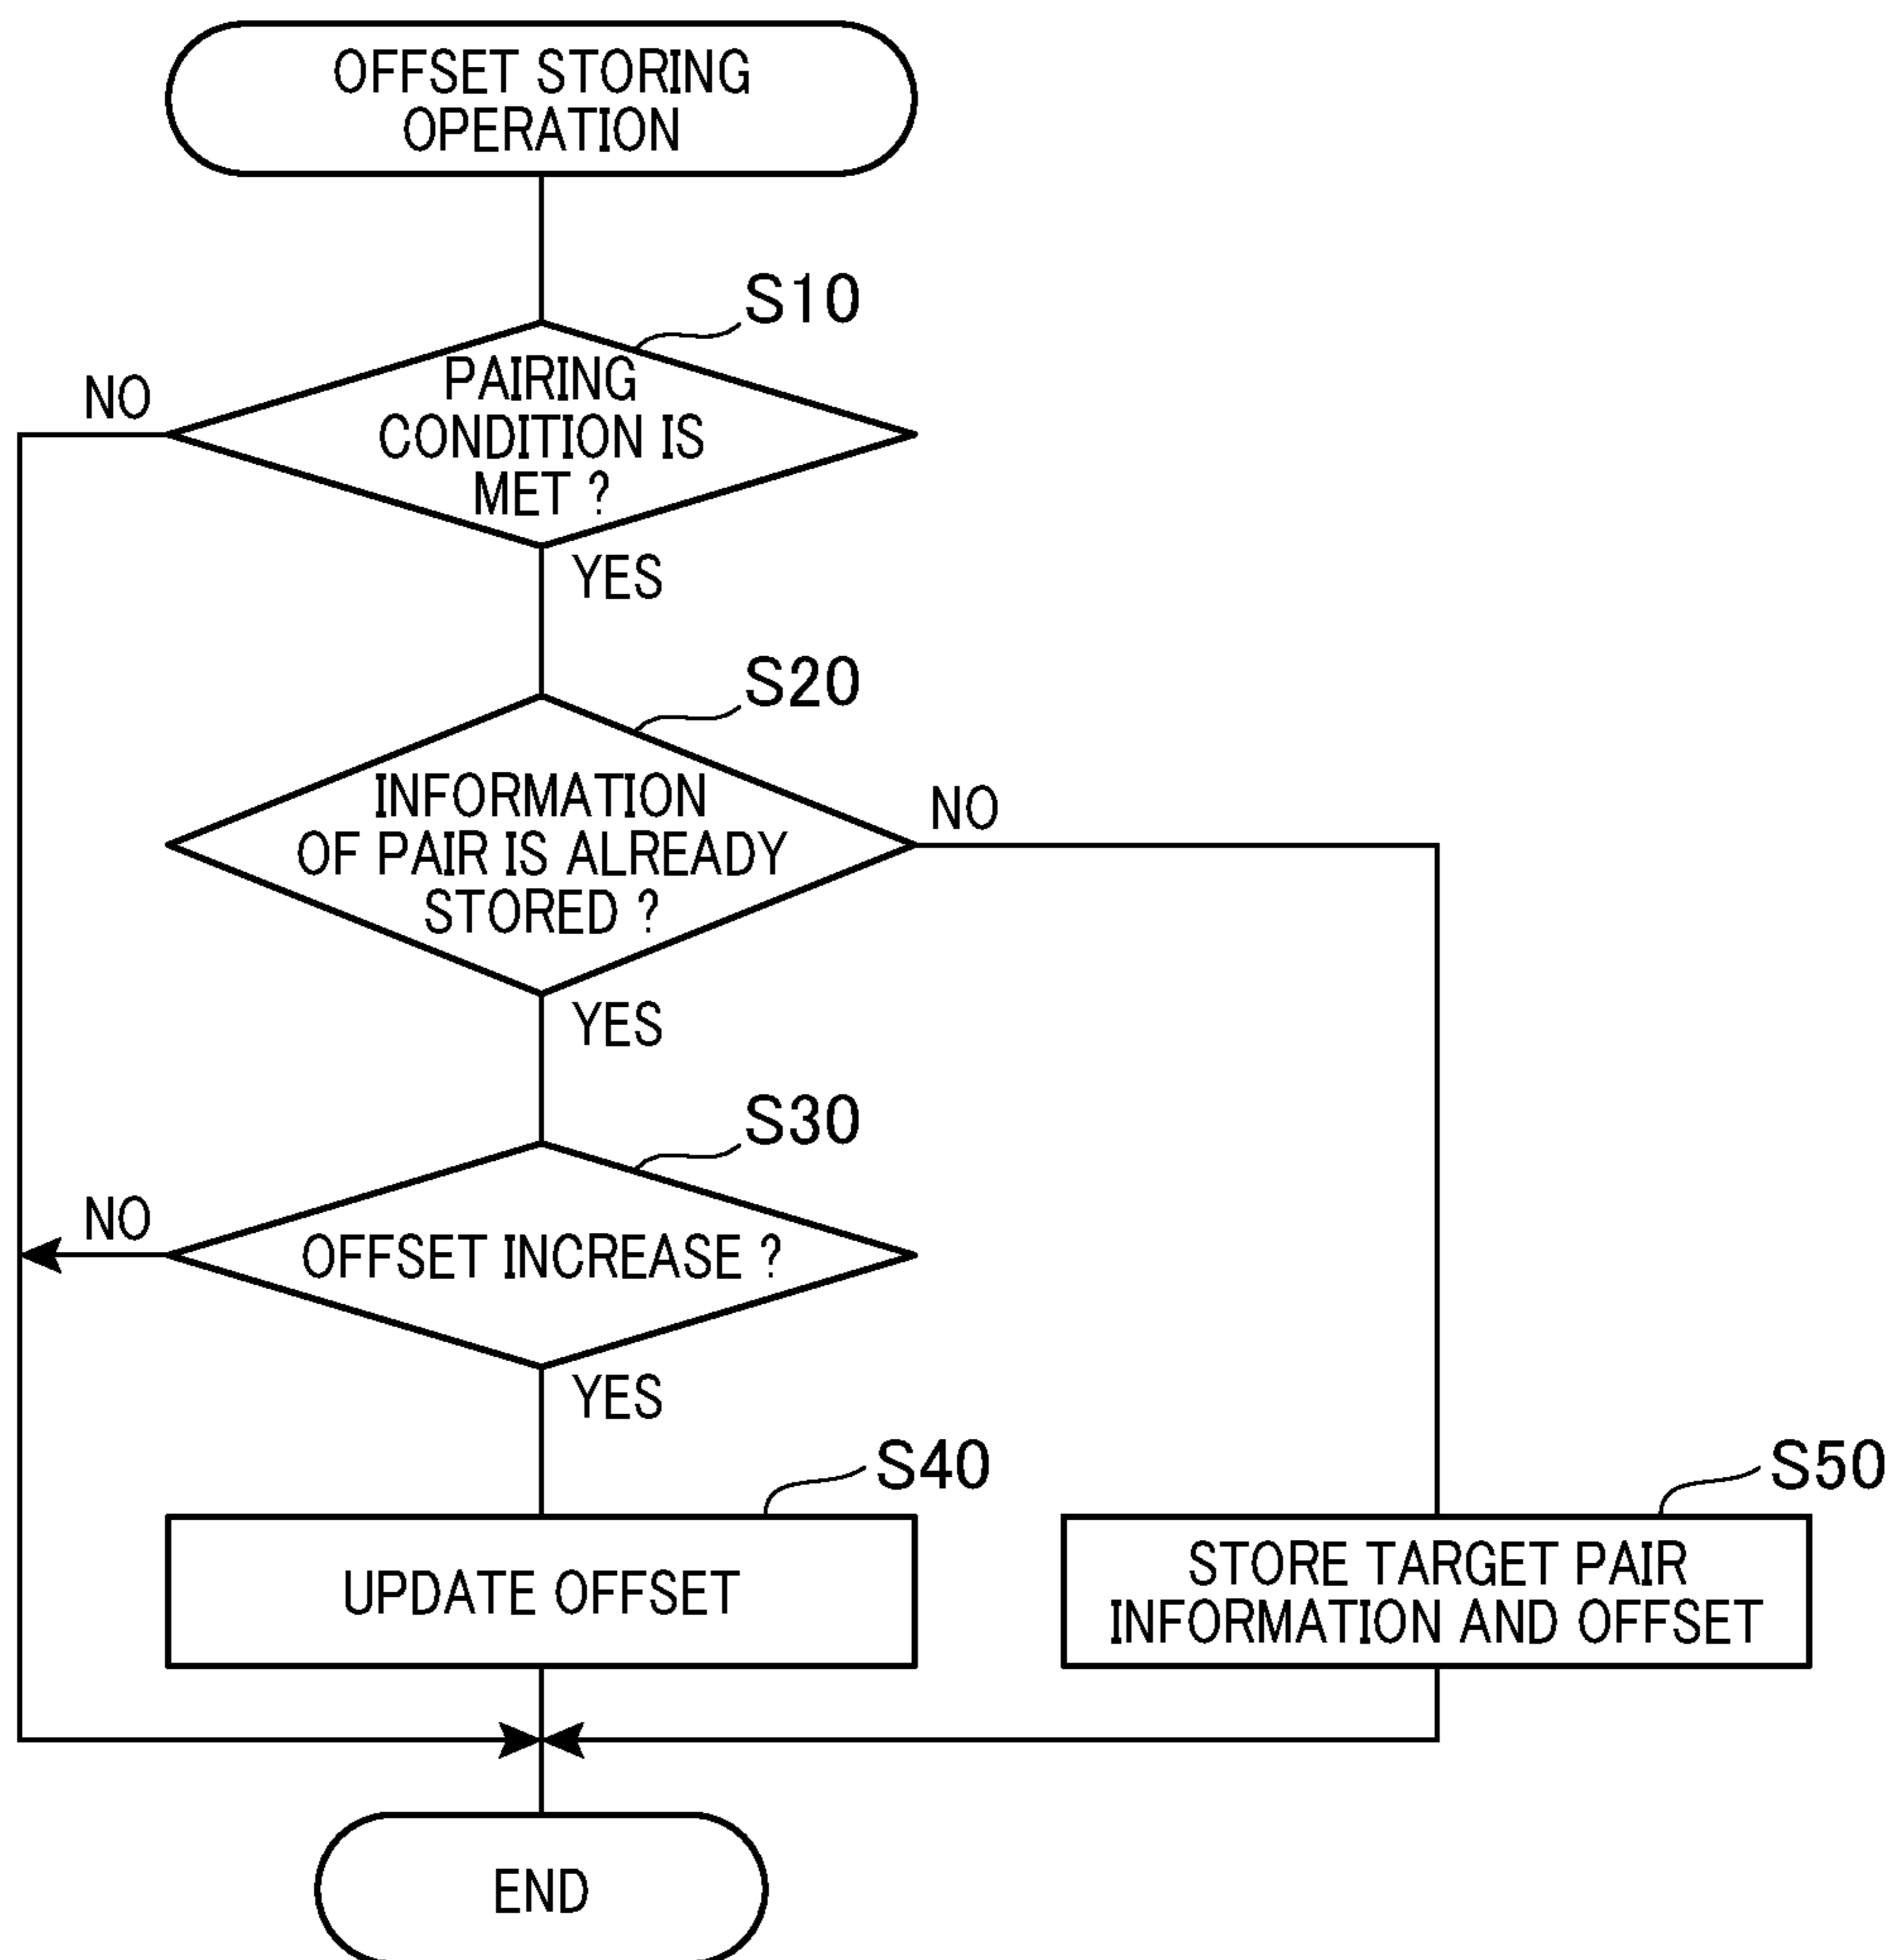 OFFSET STORING
OPERATION
S10
PAIRING
CONDITION IS
MET ?
NO
YES
S20
INFORMATION
OF PAIR IS ALREADY
STORED ?
NO
YES
S30
OFFSET INCREASE ?
NO
YES
S40
UPDATE OFFSET
S50
STORE TARGET PAIR
INFORMATION AND OFFSET
END